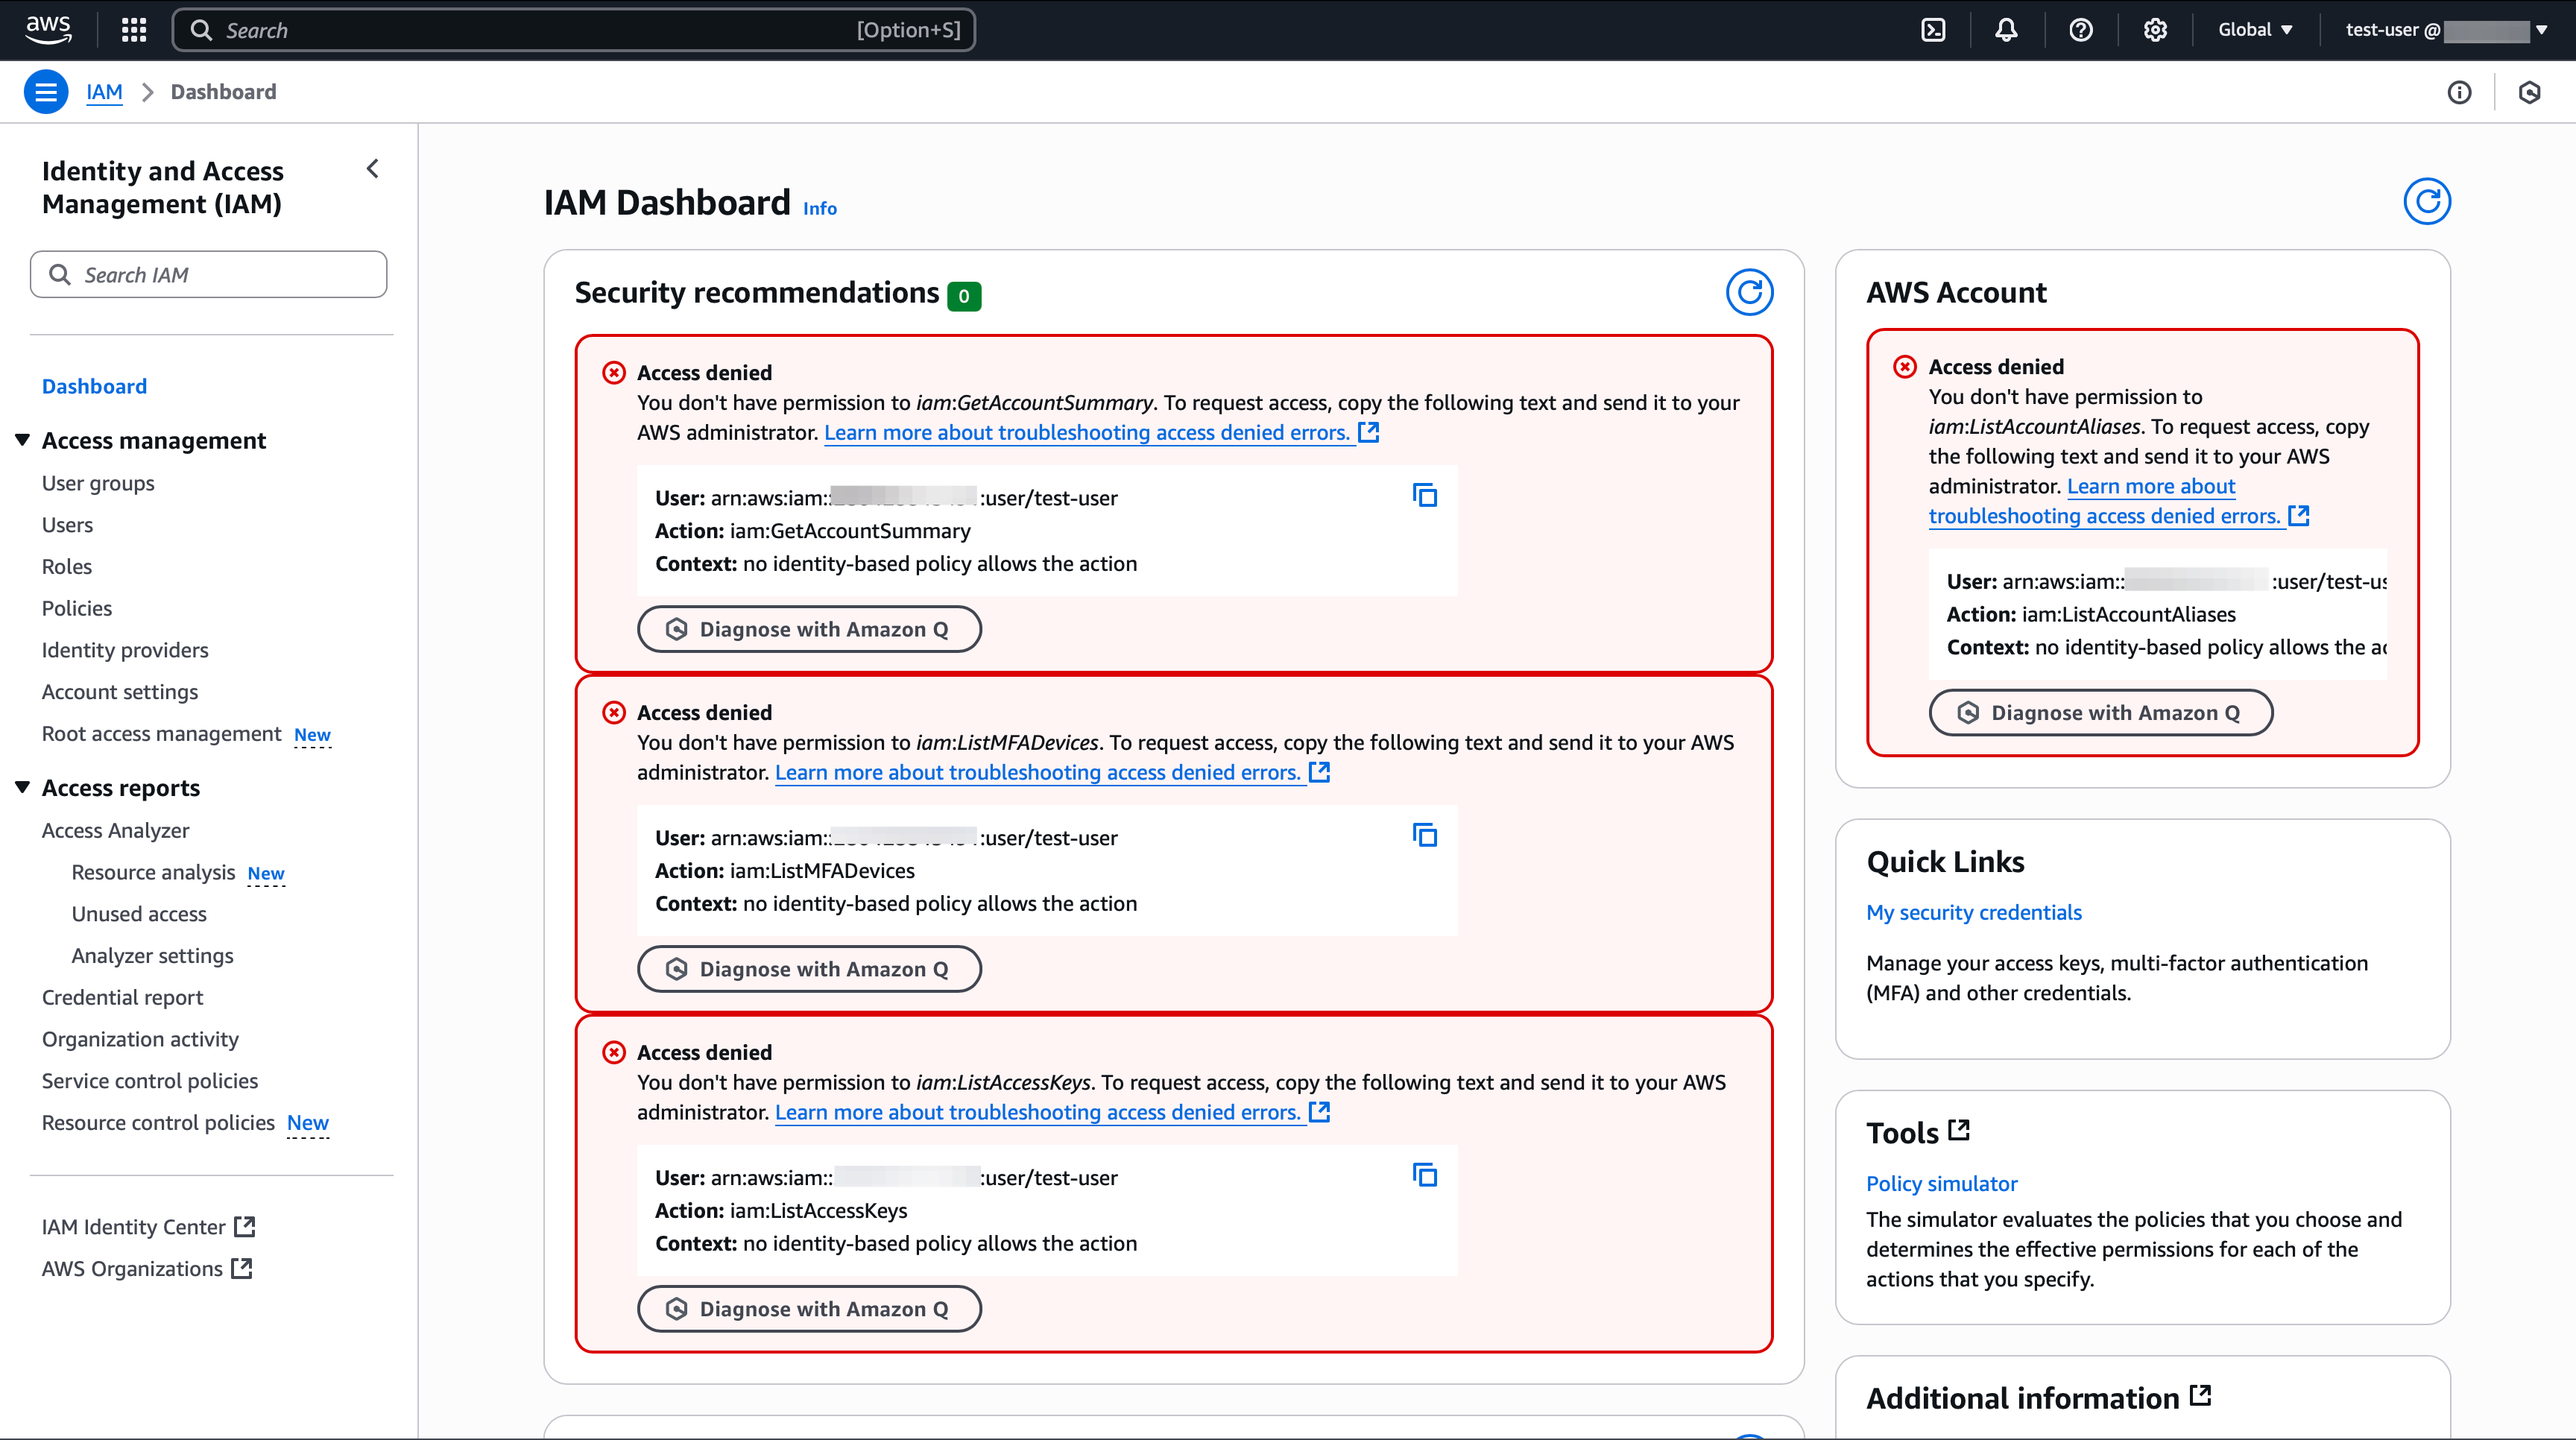 aws
Search
[Option+S]
Global
test-user @
IAM
Dashboard
Identity and Access
Management (IAM)
Search IAM
Dashboard
Access management
User groups
Users
Roles
Policies
Identity providers
Account settings
Root access management New
Access reports
Access Analyzer
Resource analysis New
Unused access
Analyzer settings
Credential report
Organization activity
Service control policies
Resource control policies New
IAM Identity Center
AWS Organizations
IAM Dashboard Info
Security recommendations 0
Access denied
You don't have permission to iam:GetAccountSummary. To request access, copy the following text and send it to your
AWS administrator. Learn more about troubleshooting access denied errors.
User: arn:aws:iam:: :user/test-user
Action: iam:GetAccountSummary
Context: no identity-based policy allows the action
Diagnose with Amazon Q
Access denied
You don't have permission to iam:ListMFADevices. To request access, copy the following text and send it to your AWS
administrator. Learn more about troubleshooting access denied errors.
User: arn:aws:iam:: :user/test-user
Action: iam:ListMFADevices
Context: no identity-based policy allows the action
Diagnose with Amazon Q
Access denied
You don't have permission to iam:ListAccessKeys. To request access, copy the following text and send it to your AWS
administrator. Learn more about troubleshooting access denied errors.
User: arn:aws:iam:: :user/test-user
Action: iam:ListAccessKeys
Context: no identity-based policy allows the action
Diagnose with Amazon Q
AWS Account
Access denied
You don't have permission to
iam:ListAccountAliases. To request access, copy
the following text and send it to your AWS
administrator. Learn more about
troubleshooting access denied errors.
User: arn:aws:iam:: :user/test-us
Action: iam:ListAccountAliases
Context: no identity-based policy allows the ac
Diagnose with Amazon Q
Quick Links
My security credentials
Manage your access keys, multi-factor authentication
(MFA) and other credentials.
Tools
Policy simulator
The simulator evaluates the policies that you choose and
determines the effective permissions for each of the
actions that you specify.
Additional information